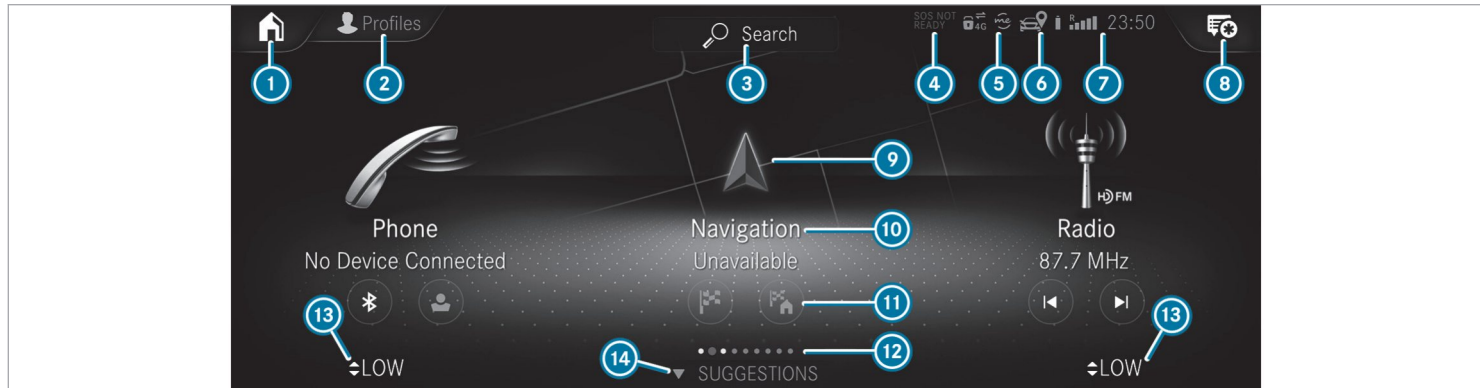 Profiles
Search
SOS NOT
READY
4G
me
R
23:50
1
2
3
4
5
6
7
8
9
HD FM
Phone
Navigation
10
Radio
No Device Connected
Unavailable
87.7 MHz
11
13
13
12
14
LOW
SUGGESTIONS
LOW